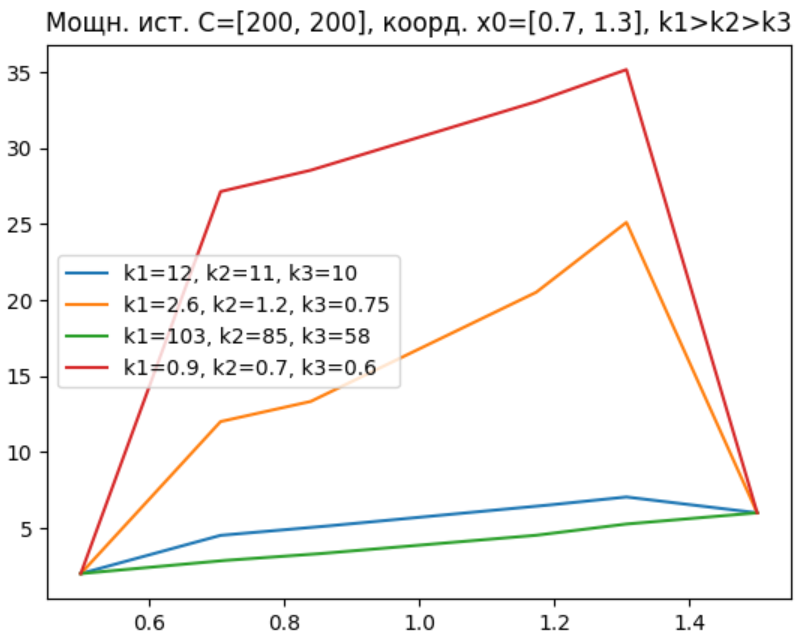 Мощн. ист. C=[200, 200], коорд. x0=[0.7, 1.3], k1>k2>k3
35
30
25
20
15
10
5
k1=12, k2=11, k3=10
k1=2.6, k2=1.2, k3=0.75
k1=103, k2=85, k3=58
k1=0.9, k2=0.7, k3=0.6
0.6 0.8 1.0 1.2 1.4